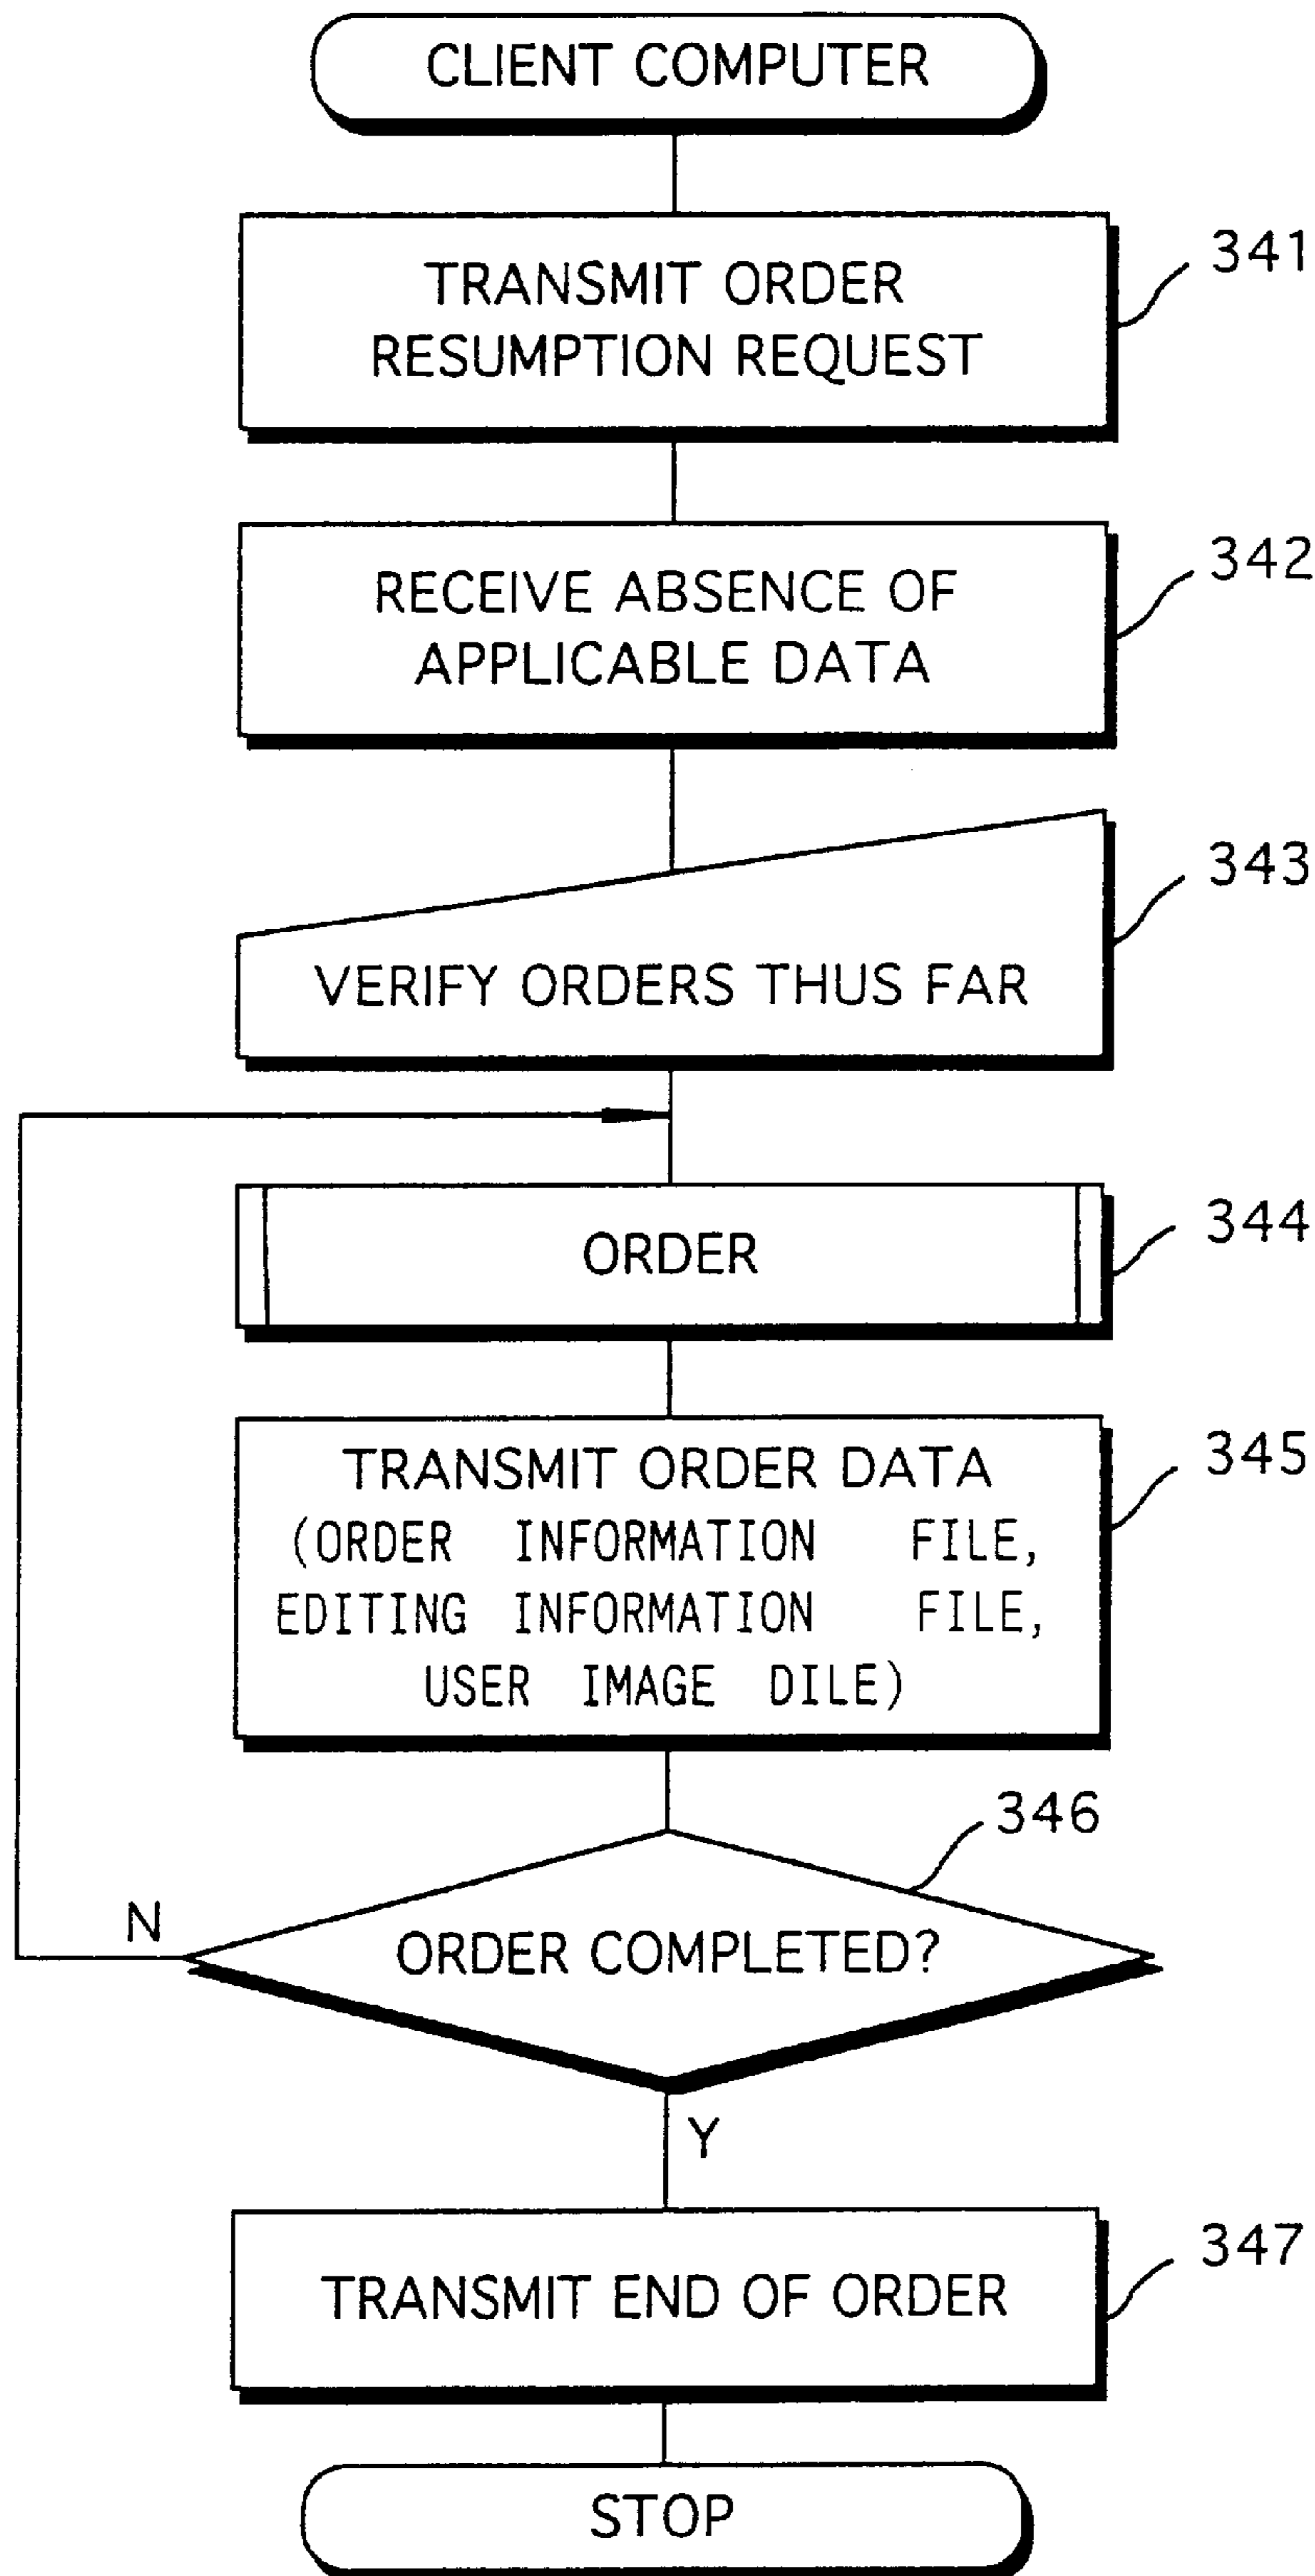 CLIENT COMPUTER
TRANSMIT ORDER
RESUMPTION REQUEST
341
RECEIVE ABSENCE OF
APPLICABLE DATA
342
VERIFY ORDERS THUS FAR
343
ORDER
344
TRANSMIT ORDER DATA
(ORDER INFORMATION FILE,
EDITING INFORMATION FILE,
USER IMAGE DILE)
345
346
N
ORDER COMPLETED?
Y
TRANSMIT END OF ORDER
347
STOP